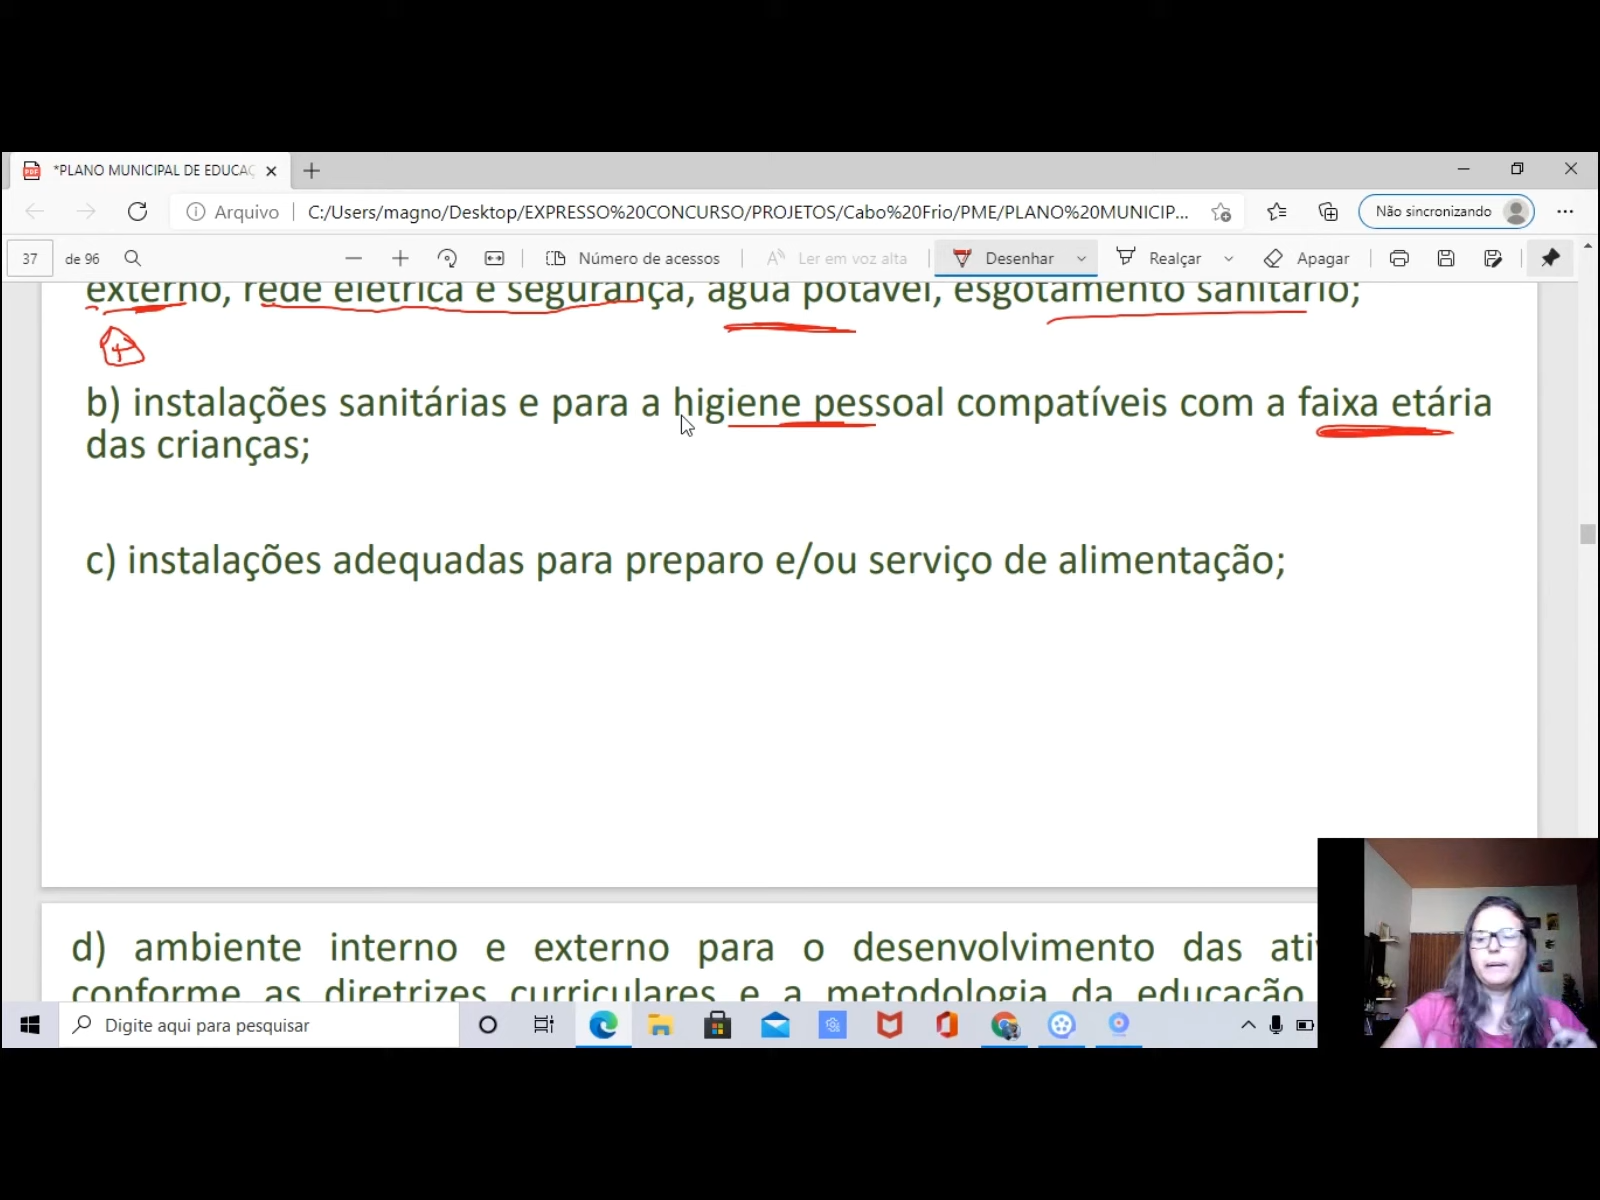 *PLANO MUNICIPAL DE EDUCAÇ
Arquivo
C:/Users/magno/Desktop/EXPRESSO%20CONCURSO/PROJETOS/Cabo%20Frio/PME/PLANO%20MUNICIP...
Não sincronizando
37 de 96
Número de acessos
Ler em voz alta
Desenhar
Realçar
Apagar
externo, rede elétrica e segurança, água potável, esgotamento sanitário;
b) instalações sanitárias e para a higiene pessoal compatíveis com a faixa etária
das crianças;
c) instalações adequadas para preparo e/ou serviço de alimentação;
d) ambiente interno e externo para o desenvolvimento das ati
conforme as diretrizes curriculares e a metodologia da educação
Digite aqui para pesquisar